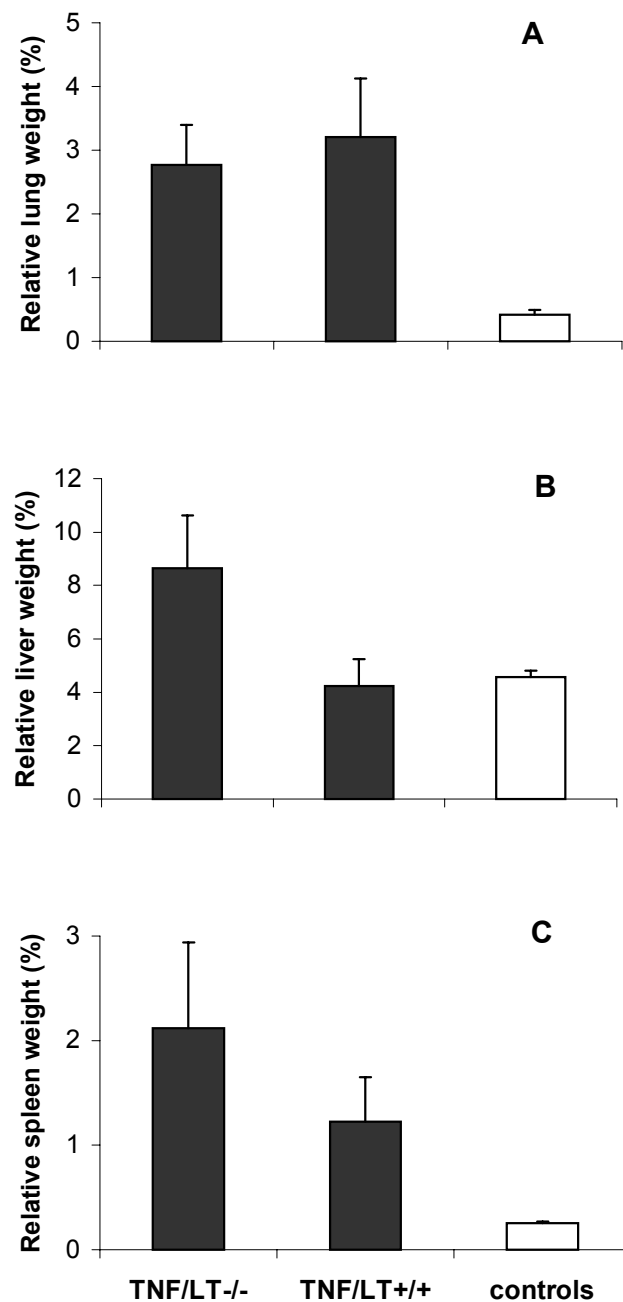 A
Relative lung weight (%)
5
4
3
2
1
0
B
Relative liver weight (%)
12
10
8
6
4
2
0
C
Relative spleen weight (%)
3
2
1
0
TNF/LT-/- TNF/LT+/+ controls